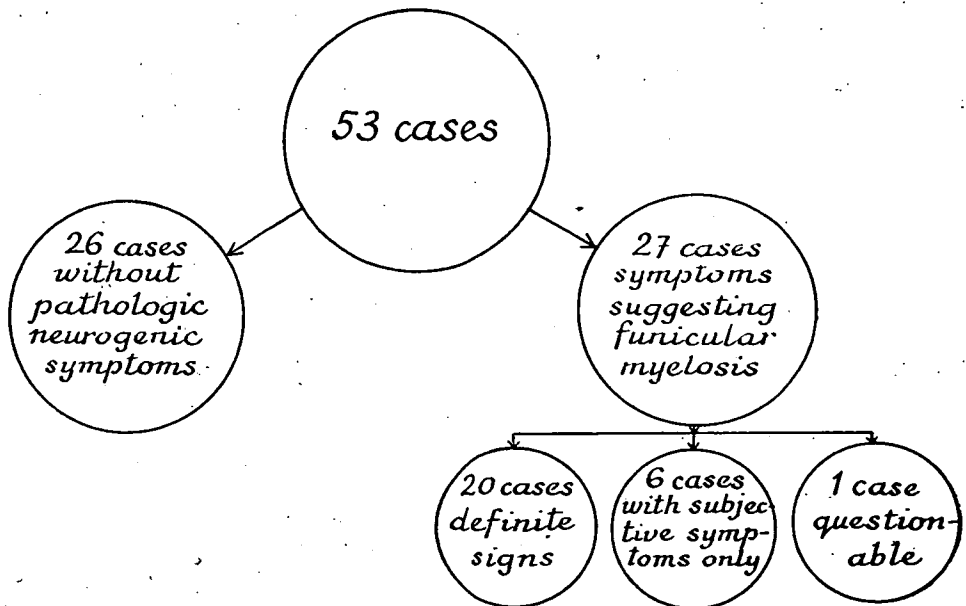 53 cases
26 cases
without
pathologic
neurogenic
symptoms
27 cases
symptoms
suggesting
funicular
myelosis
20 cases
definite
signs
6 cases
with subjec-
tive symp-
toms only
1 case
question-
able